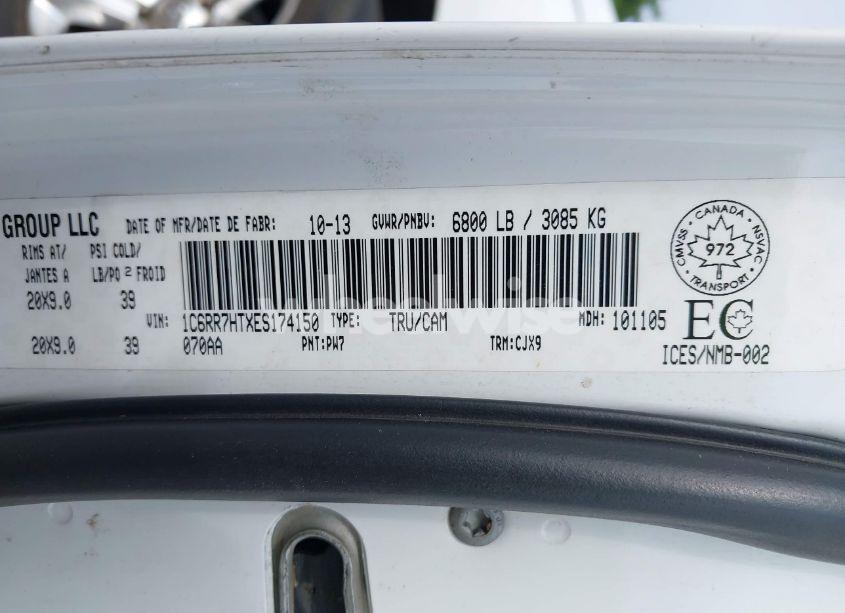 GROUP LLC DATE OF MFR/DATE DE FABR: 10-13 GVWR/PNBV: 6800 LB / 3085 KG
RIMS AT/ PSI COLD/
JANTES A LB/PO 2 FROID
20X9.0 39
VIN: 1C6RR7HTXES174150 TYPE: TRU/CAM MDH: 101105
20X9.0 39 070AA PNT:PW7 TRM:CJX9
CANADA
CMVSS 972 NSVAC
TRANSPORT
EC
ICES/NMB-002
wheelwise